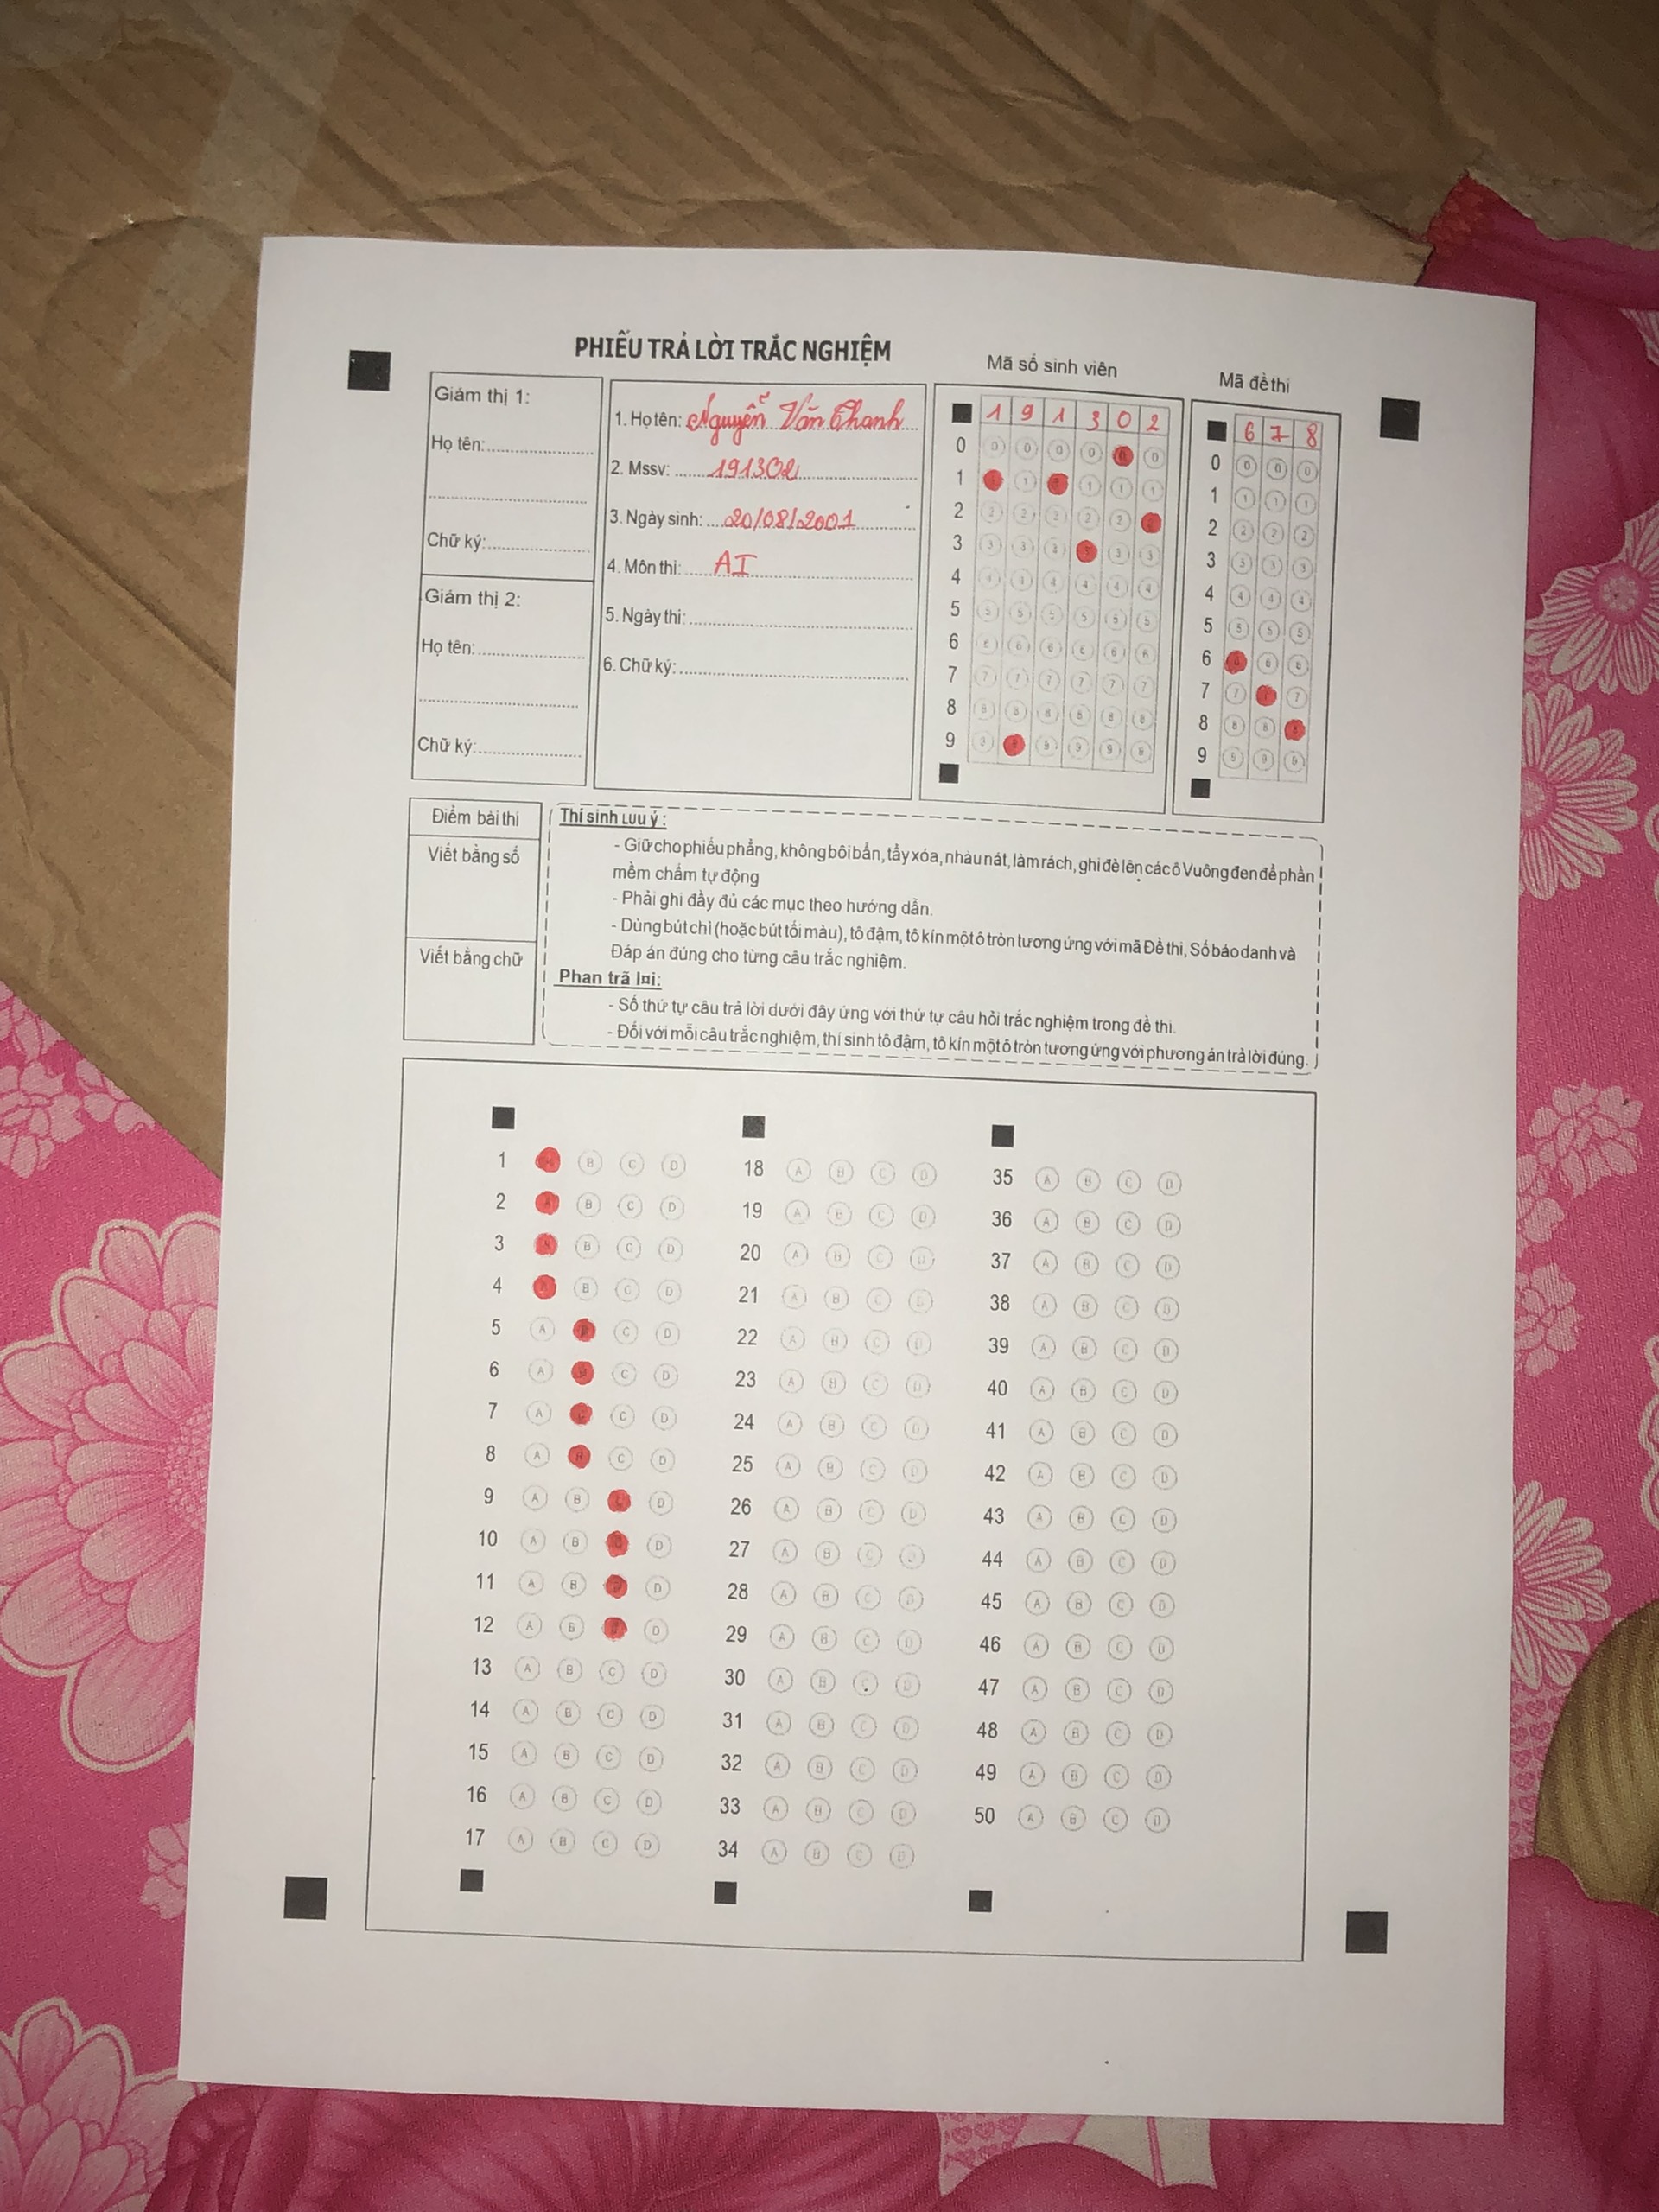 PHIẾU TRẢ LỜI TRẮC NGHIỆM
Giám thị 1:
Họ tên:
Chữ ký:
Giám thị 2:
Họ tên:
Chữ ký:
1. Họ tên: Nguyễn Văn Thanh
2. Mssv: 191302
3. Ngày sinh: 20/08/2001
4. Môn thi: AI
5. Ngày thi:
6. Chữ ký:
Mã số sinh viên
1 9 1 3 0 2
0
1
2
3
4
5
6
7
8
9
Mã đề thi
6 7 8
0
1
2
3
4
5
6
7
8
9
Điểm bài thi
Viết bằng số
Viết bằng chữ
Thí sinh Lưu ý :
- Giữ cho phiếu phẳng, không bôi bẩn, tẩy xóa, nhàu nát, làm rách, ghi đè lên các ô Vuông đen để phần
mềm chấm tự động
- Phải ghi đầy đủ các mục theo hướng dẫn.
- Dùng bút chì (hoặc bút tối màu), tô đậm, tô kín một ô tròn tương ứng với mã Đề thi, Số báo danh và
Đáp án đúng cho từng câu trắc nghiệm.
Phan trã lại:
- Số thứ tự câu trả lời dưới đây ứng với thứ tự câu hỏi trắc nghiệm trong đề thi.
- Đối với mỗi câu trắc nghiệm, thí sinh tô đậm, tô kín một ô tròn tương ứng với phương án trả lời đúng.
1 B C D
2 B C D
3 B C D
4 B C D
5 A C D
6 A C D
7 A C D
8 A C D
9 A B D
10 A B D
11 A B D
12 A B D
13 A B C D
14 A B C D
15 A B C D
16 A B C D
17 A B C D
18 A B C D
19 A B C D
20 A B C D
21 A B C D
22 A B C D
23 A B C D
24 A B C D
25 A B C D
26 A B C D
27 A B C D
28 A B C D
29 A B C D
30 A B C D
31 A B C D
32 A B C D
33 A B C D
34 A B C D
35 A B C D
36 A B C D
37 A B C D
38 A B C D
39 A B C D
40 A B C D
41 A B C D
42 A B C D
43 A B C D
44 A B C D
45 A B C D
46 A B C D
47 A B C D
48 A B C D
49 A B C D
50 A B C D